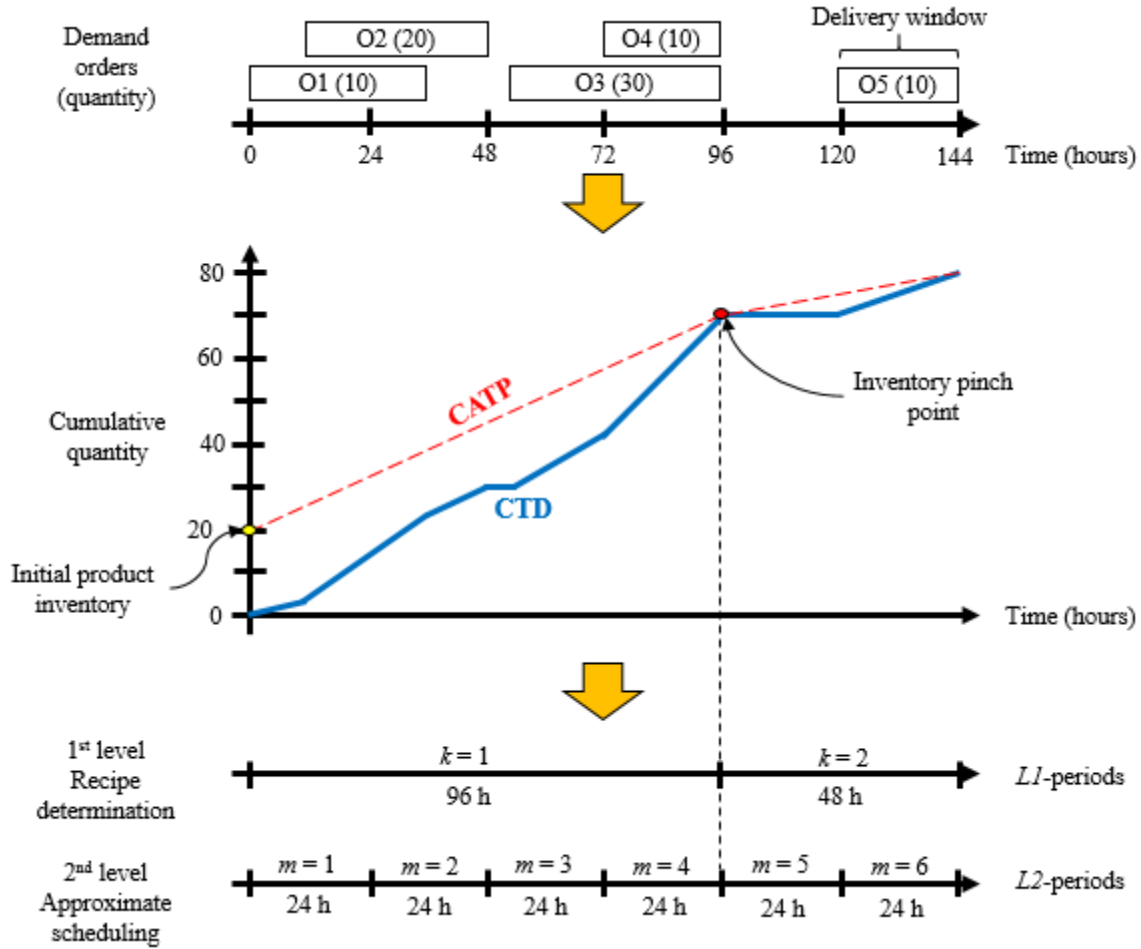 Demand
orders
(quantity)
O2 (20)
O4 (10)
Delivery window
O1 (10)
O3 (30)
O5 (10)
0 24 48 72 96 120 144 Time (hours)
80
60
40
20
0
Cumulative
quantity
CATP
CTD
Inventory pinch
point
Initial product
inventory
Time (hours)
1st level
Recipe
determination
k = 1
96 h
k = 2
48 h
L1-periods
2nd level
Approximate
scheduling
m = 1 m = 2 m = 3 m = 4 m = 5 m = 6
24 h 24 h 24 h 24 h 24 h 24 h
L2-periods